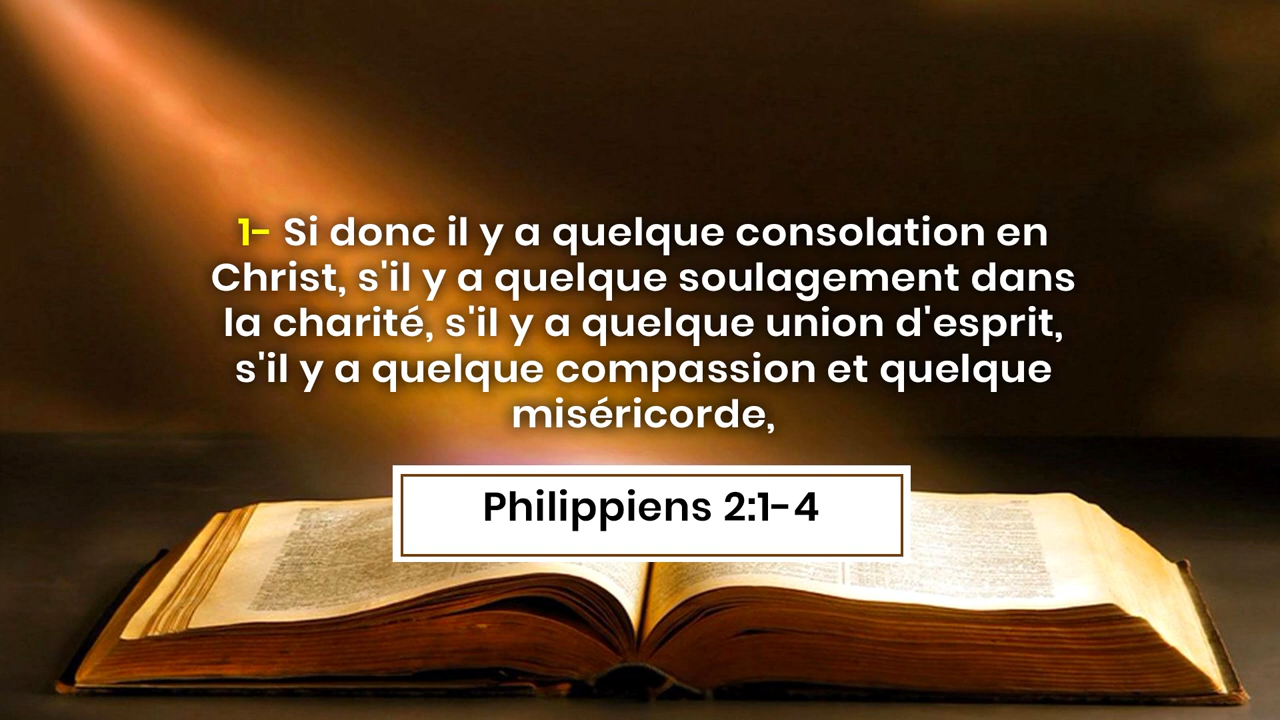 1- Si donc il y a quelque consolation en
Christ, s'il y a quelque soulagement dans
la charité, s'il y a quelque union d'esprit,
s'il y a quelque compassion et quelque
miséricorde,
Philippiens 2:1-4